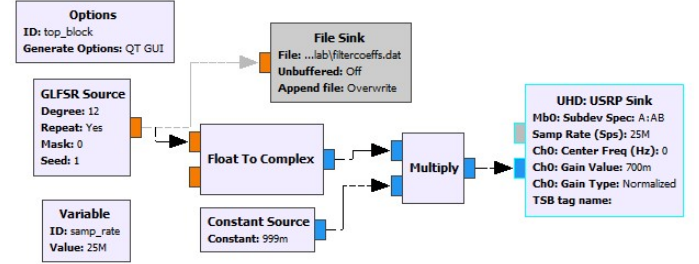 Options
ID: top_block
Generate Options: QT GUI
File Sink
File: ...lab\filtercoeffs.dat
Unbuffered: Off
Append file: Overwrite
GLFSR Source
Degree: 12
Repeat: Yes
Mask: 0
Seed: 1
Float To Complex
Multiply
UHD: USRP Sink
Mb0: Subdev Spec: A:AB
Samp Rate (Sps): 25M
Ch0: Center Freq (Hz): 0
Ch0: Gain Value: 700m
Ch0: Gain Type: Normalized
TSB tag name:
Variable
ID: samp_rate
Value: 25M
Constant Source
Constant: 999m